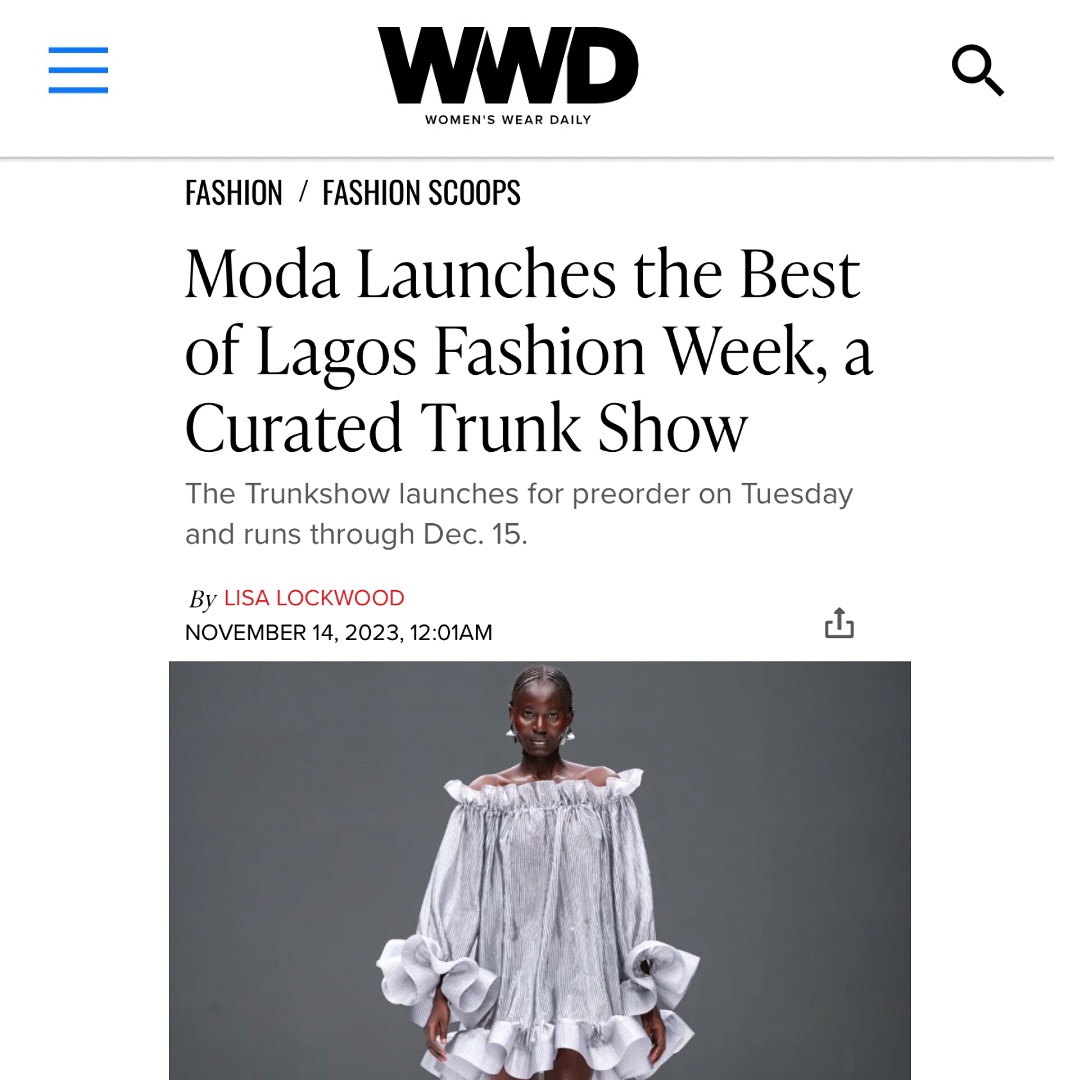 WWD
WOMEN'S WEAR DAILY
FASHION / FASHION SCOOPS
Moda Launches the Best
of Lagos Fashion Week, a
Curated Trunk Show
The Trunkshow launches for preorder on Tuesday
and runs through Dec. 15.
By LISA LOCKWOOD
NOVEMBER 14, 2023, 12:01AM